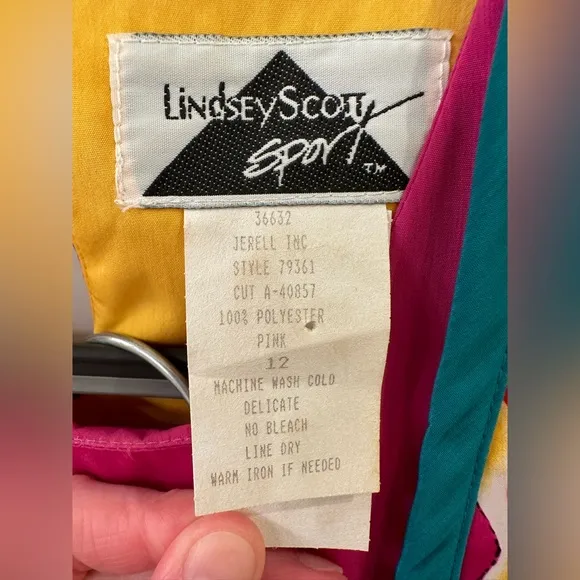 LindseyScott
Sport
TM
36632
JERELL INC
STYLE 79361
CUT A-40857
100% POLYESTER
PINK
12
MACHINE WASH COLD
DELICATE
NO BLEACH
LINE DRY
WARM IRON IF NEEDED